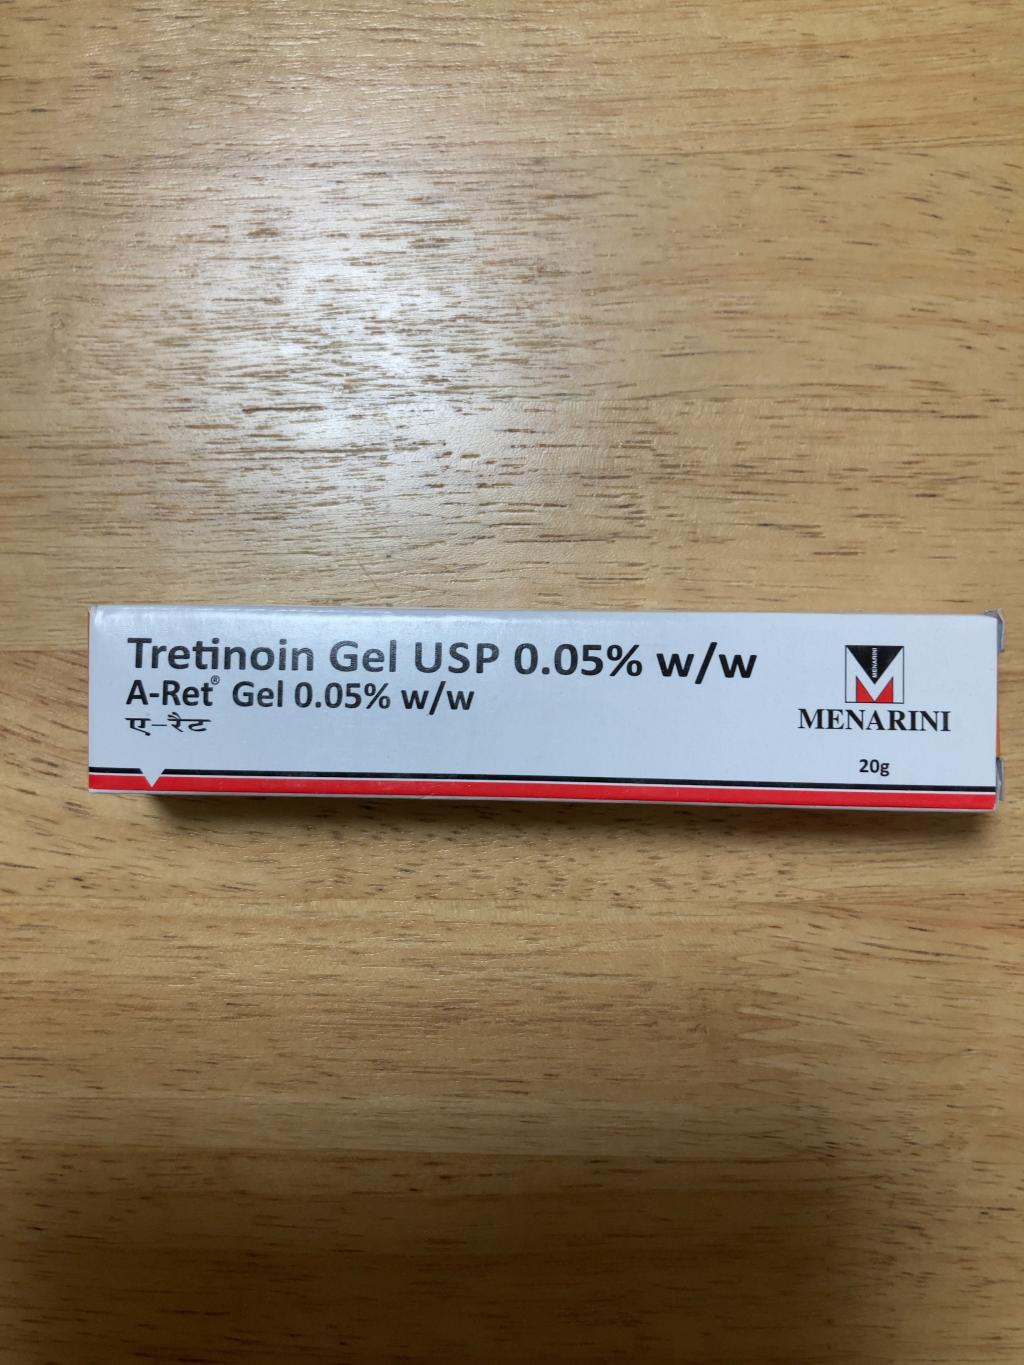 Tretinoin Gel USP 0.05% w/w
A-Ret® Gel 0.05% w/w
ए-रैट
MENARINI
MENARINI
20g